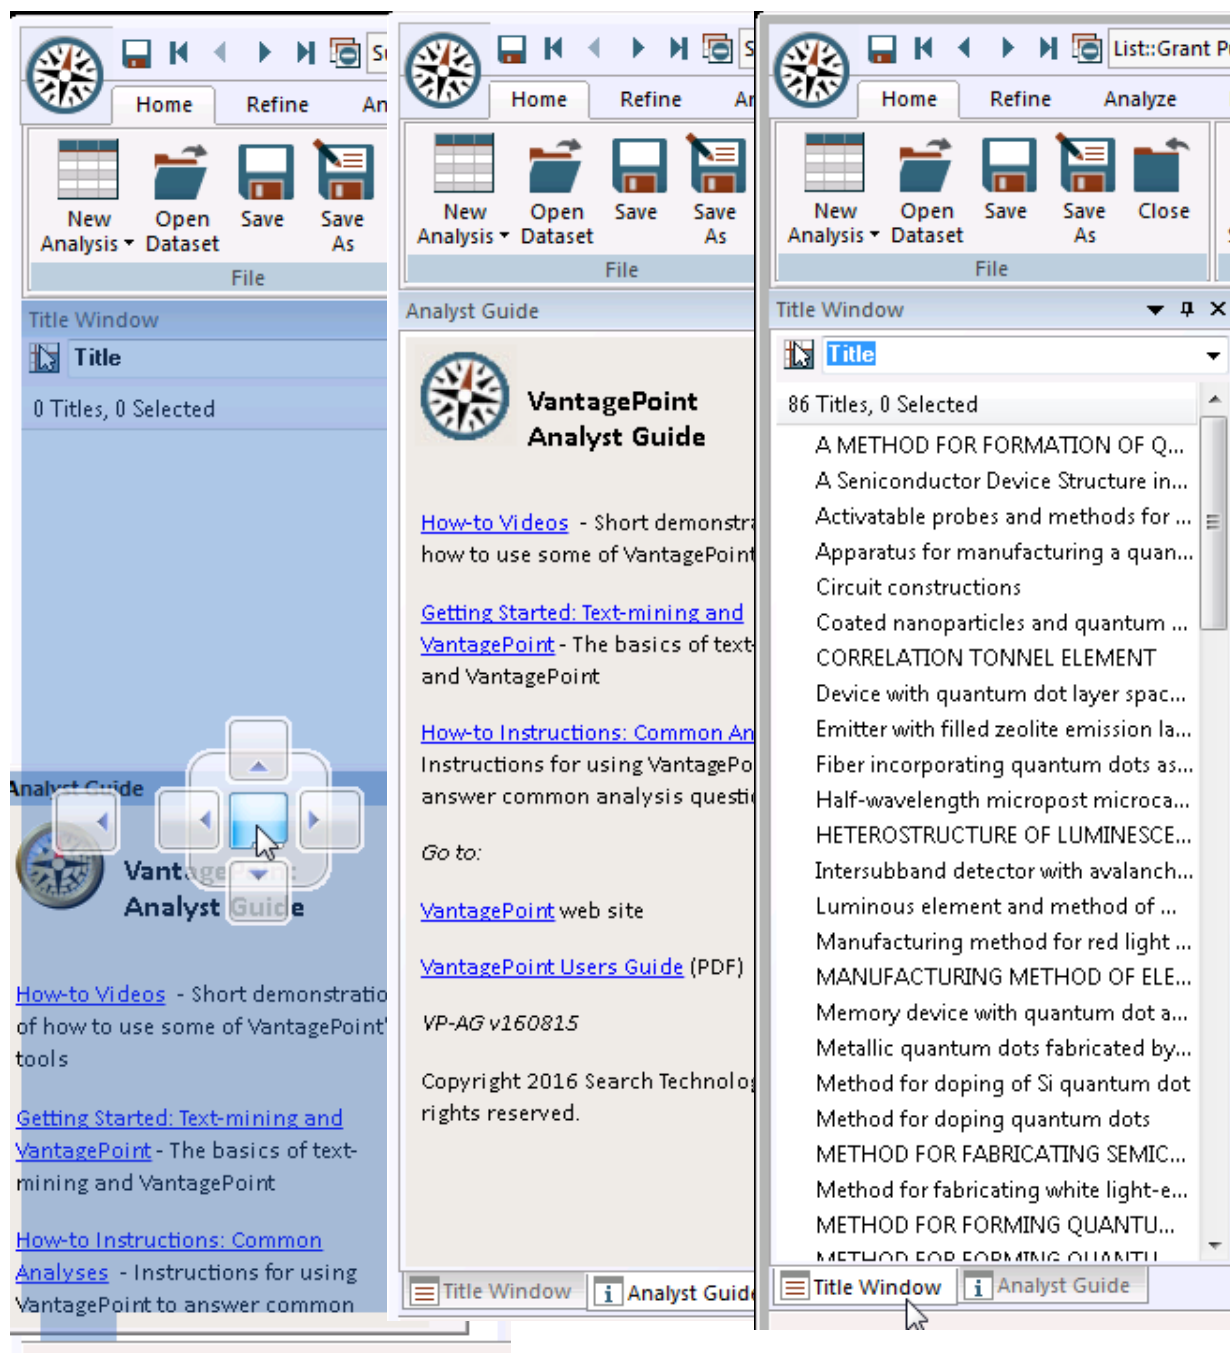 Home Refine
New Analysis
Open Dataset
Save
Save As
File
Title Window
Title
0 Titles, 0 Selected
Analyst Guide
VantagePoint
Analyst Guide
How-to Videos - Short demonstratio
of how to use some of VantagePoint'
tools
Getting Started: Text-mining and
VantagePoint - The basics of text-
mining and VantagePoint
How-to Instructions: Common
Analyses - Instructions for using
VantagePoint to answer common
Home Refine
New Analysis
Open Dataset
Save
Save As
File
Analyst Guide
VantagePoint
Analyst Guide
How-to Videos - Short demonstra
how to use some of VantagePoint
Getting Started: Text-mining and
VantagePoint - The basics of text-
and VantagePoint
How-to Instructions: Common An
Instructions for using VantagePo
answer common analysis questio
Go to:
VantagePoint web site
VantagePoint Users Guide (PDF)
VP-AG v160815
Copyright 2016 Search Technolog
rights reserved.
Title Window
Analyst Guide
List::Grant P
Home Refine Analyze
New Analysis
Open Dataset
Save
Save As
Close
File
Title Window
Title
86 Titles, 0 Selected
A METHOD FOR FORMATION OF Q...
A Seniconductor Device Structure in...
Activatable probes and methods for ...
Apparatus for manufacturing a quan...
Circuit constructions
Coated nanoparticles and quantum ...
CORRELATION TONNEL ELEMENT
Device with quantum dot layer spac...
Emitter with filled zeolite emission la...
Fiber incorporating quantum dots as...
Half-wavelength micropost microca...
HETEROSTRUCTURE OF LUMINESCE...
Intersubband detector with avalanch...
Luminous element and method of ...
Manufacturing method for red light ...
MANUFACTURING METHOD OF ELE...
Memory device with quantum dot a...
Metallic quantum dots fabricated by...
Method for doping of Si quantum dot
Method for doping quantum dots
METHOD FOR FABRICATING SEMIC...
Method for fabricating white light-e...
METHOD FOR FORMING QUANTU...
METHOD FOR FORMING QUANTU
Title Window
Analyst Guide